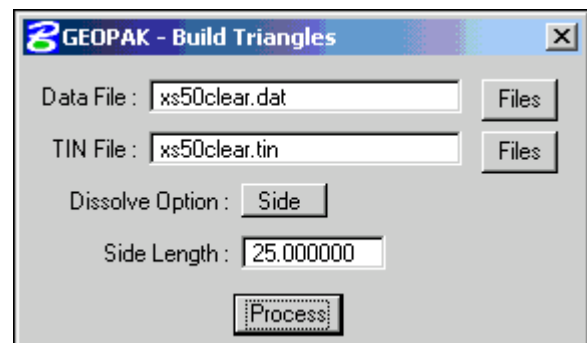 GEOPAK - Build Triangles
Data File : xs50clear.dat Files
TIN File : xs50clear.tin Files
Dissolve Option : Side
Side Length : 25.000000
Process